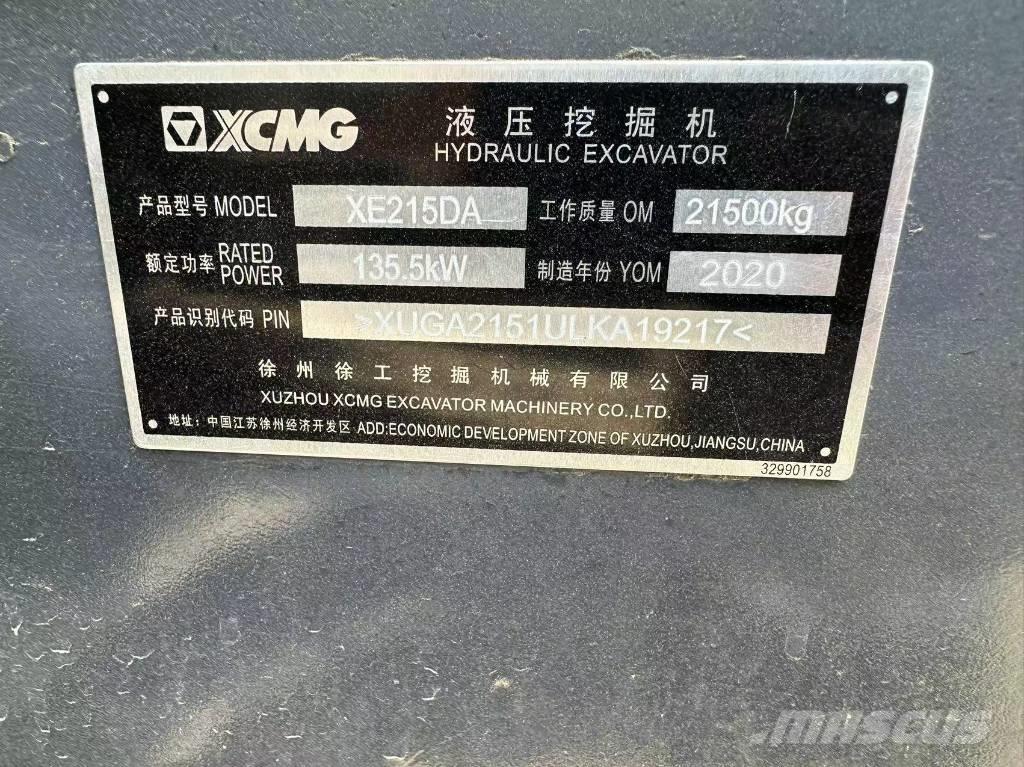 XCMG
液压挖掘机
HYDRAULIC EXCAVATOR
产品型号 MODEL XE215DA 工作质量 OM 21500kg
额定功率 RATED POWER 135.5kW 制造年份 YOM 2020
产品识别代码 PIN >XUGA2151ULKA19217<
徐州徐工挖掘机械有限公司
XUZHOU XCMG EXCAVATOR MACHINERY CO.,LTD.
地址: 中国江苏徐州经济开发区 ADD:ECONOMIC DEVELOPMENT ZONE OF XUZHOU,JIANGSU,CHINA
329901758
mascus